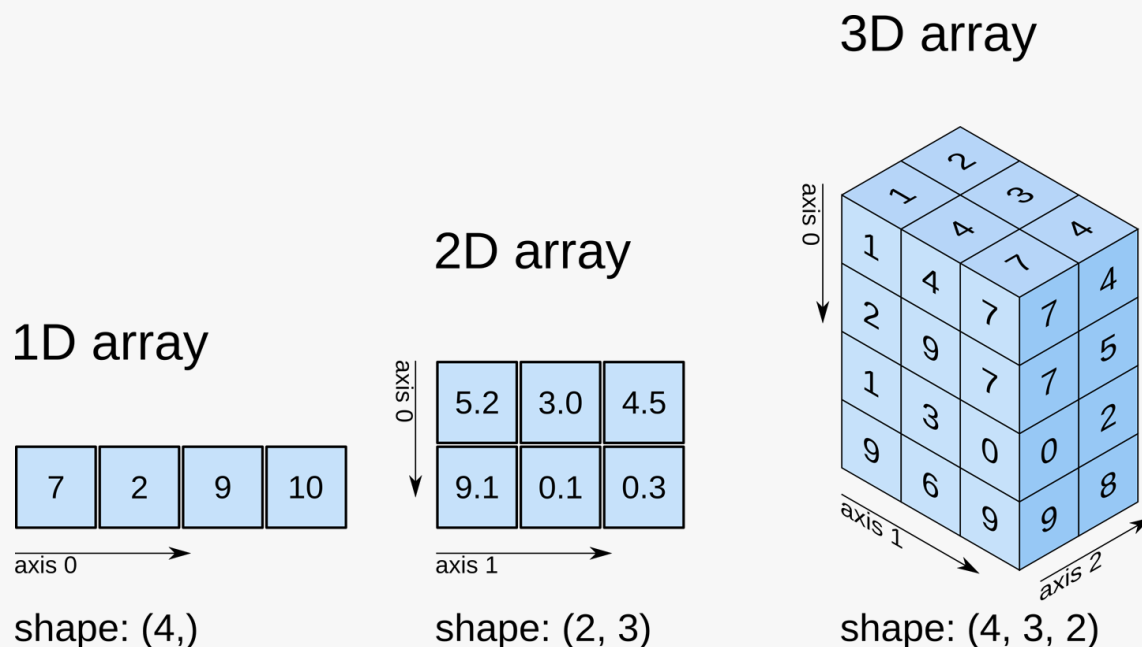 3D array
2D array
1D array
axis 0
2
1 3
4 4
7
1 4 7 7 4
2 9 7 7 5
1 3 0 0 2
9 6 9 9 8
axis 1
axis 2
axis 0
5.2 3.0 4.5
9.1 0.1 0.3
axis 1
7 2 9 10
axis 0
shape: (4,)
shape: (2, 3)
shape: (4, 3, 2)